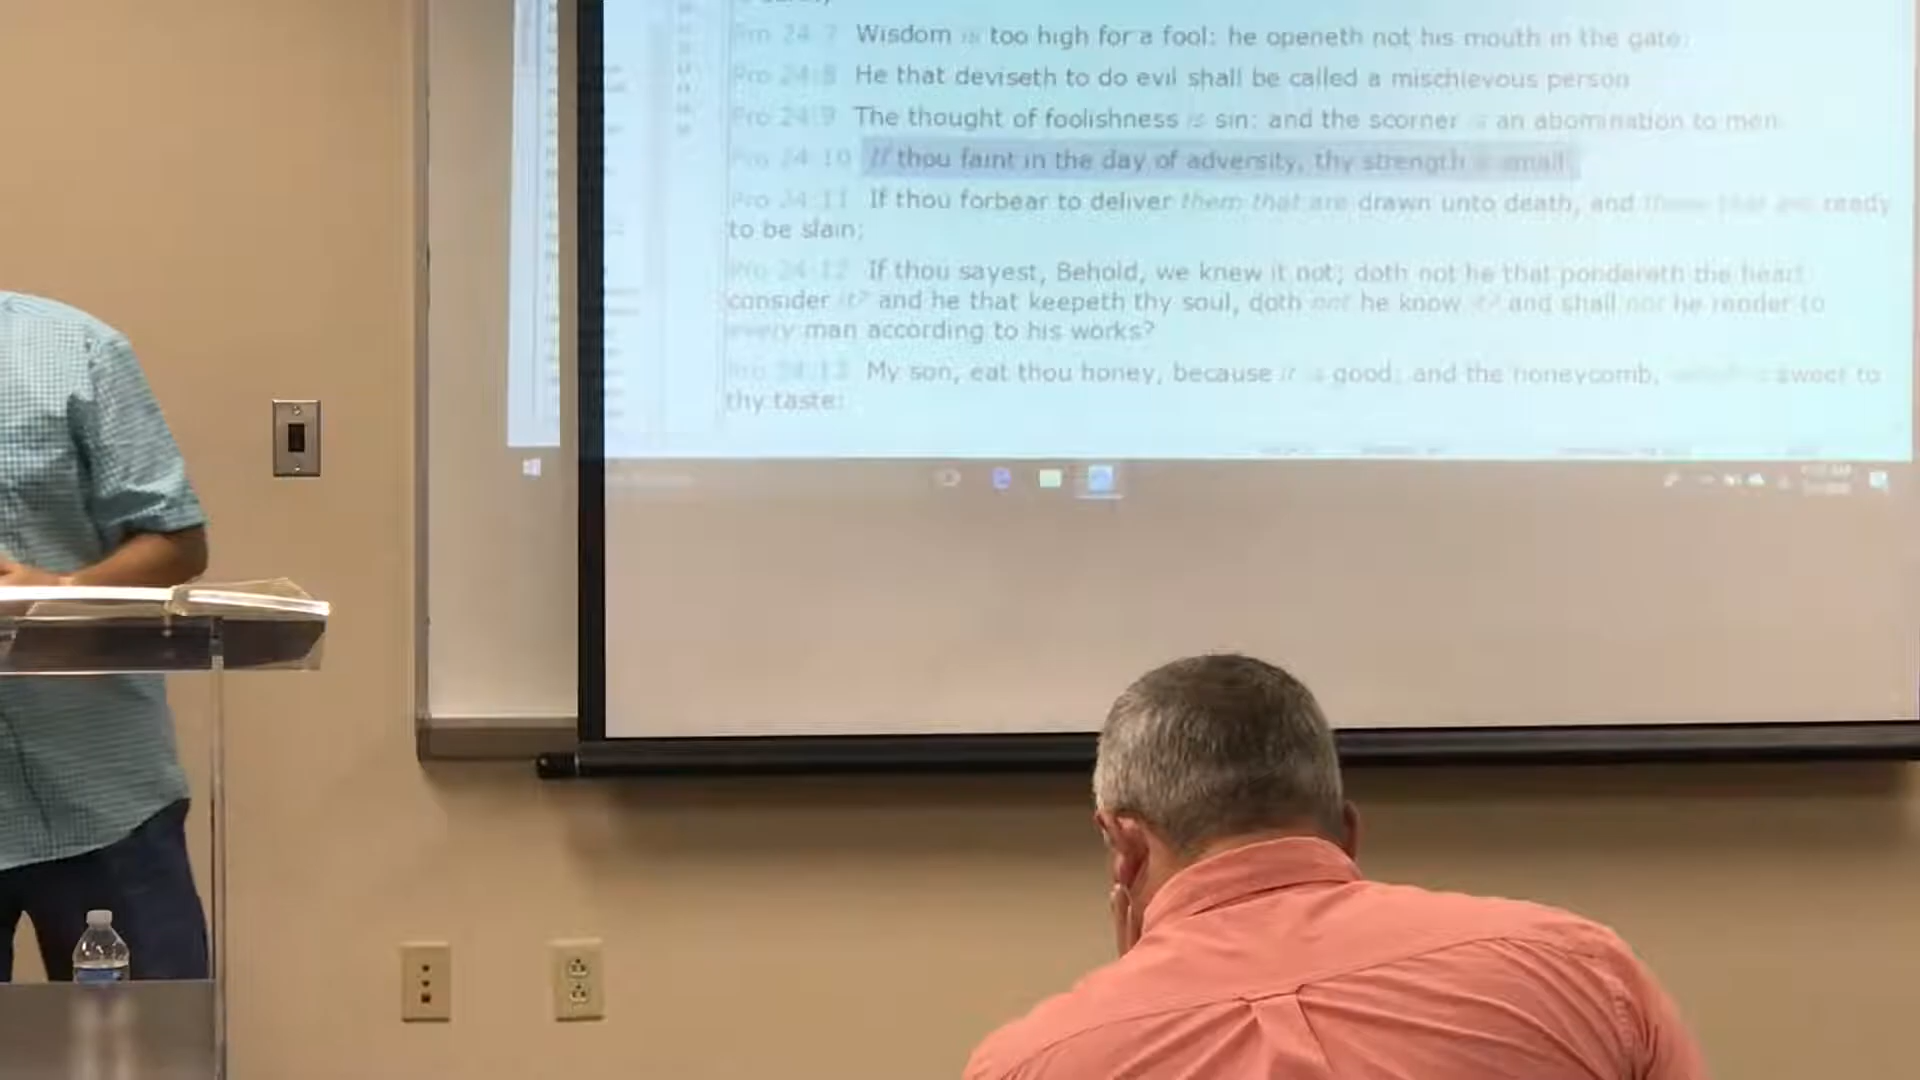 Pro 24:7 Wisdom is too high for a fool: he openeth not his mouth in the gate.
Pro 24:8 He that deviseth to do evil shall be called a mischievous person
Pro 24:9 The thought of foolishness is sin: and the scorner is an abomination to men.
Pro 24:10 If thou faint in the day of adversity, thy strength is small.
Pro 24:11 If thou forbear to deliver them that are drawn unto death, and those that are ready
to be slain;
Pro 24:12 If thou sayest, Behold, we knew it not; doth not he that pondereth the heart
consider it? and he that keepeth thy soul, doth not he know it? and shall not he render to
every man according to his works?
Pro 24:13 My son, eat thou honey, because it is good; and the honeycomb, sweet to
thy taste: